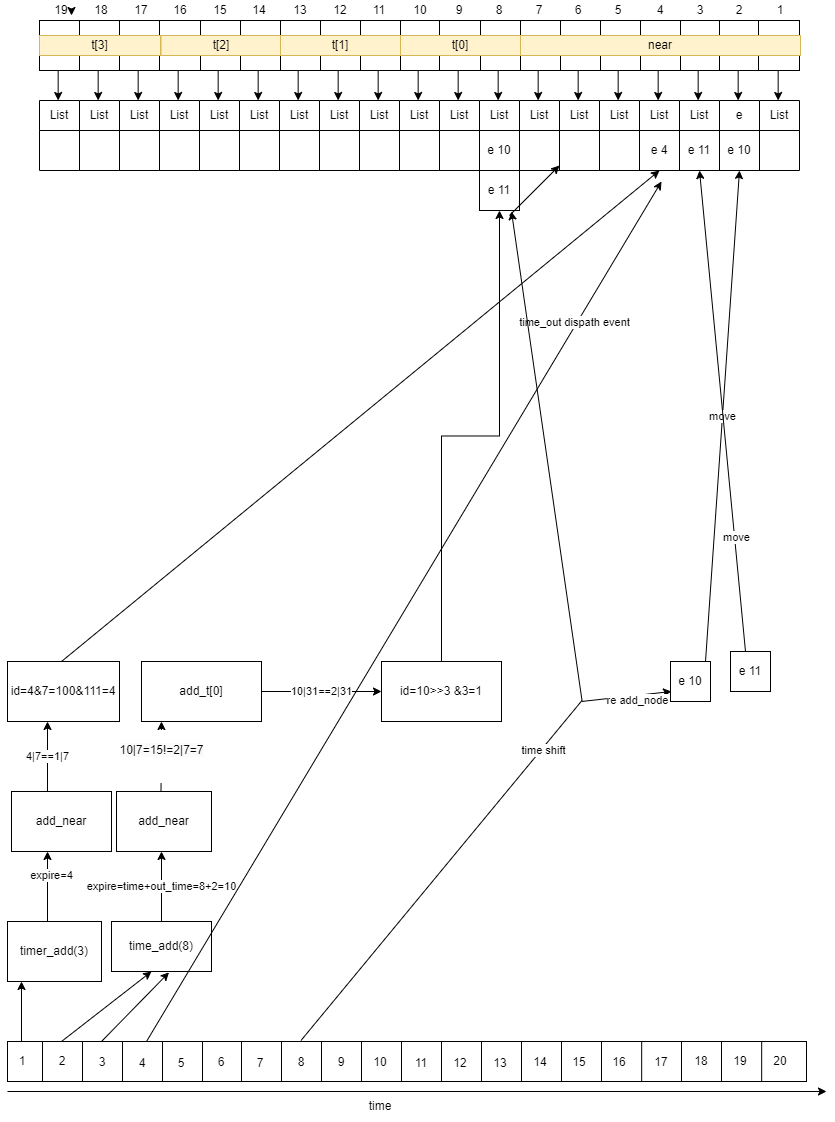 19 18 17 16 15 14 13 12 11 10 9 8 7 6 5 4 3 2 1
t[3] t[2] t[1] t[0] near
List List List List List List List List List List List List List List List List List e List
e 10 e 4 e 11 e 10
e 11
time_out dispath event
move
move
id=4&7=100&111=4 add_t[0] 10|31==2|31 id=10>>3 &3=1 e 10 e 11
re add_node
4|7==1|7 10|7=15!=2|7=7 time shift
add_near add_near
expire=4 expire=time+out_time=8+2=10
timer_add(3) time_add(8)
1 2 3 4 5 6 7 8 9 10 11 12 13 14 15 16 17 18 19 20
time